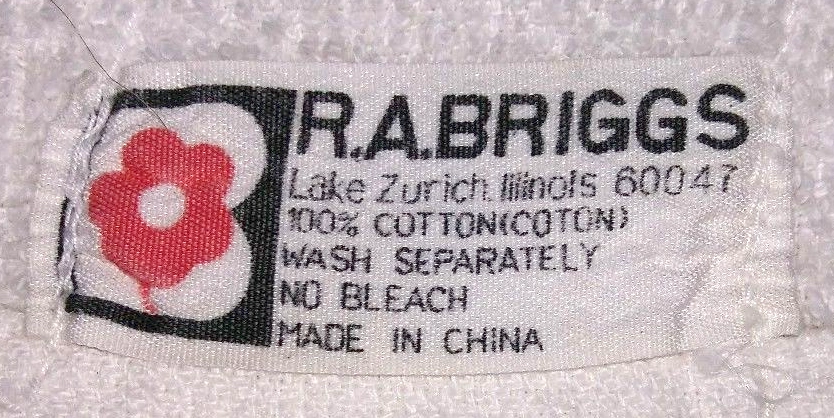 R.A.BRIGGS
Lake Zurich, Illinois 60047
100% COTTON(COTON)
WASH SEPARATELY
NO BLEACH
MADE IN CHINA